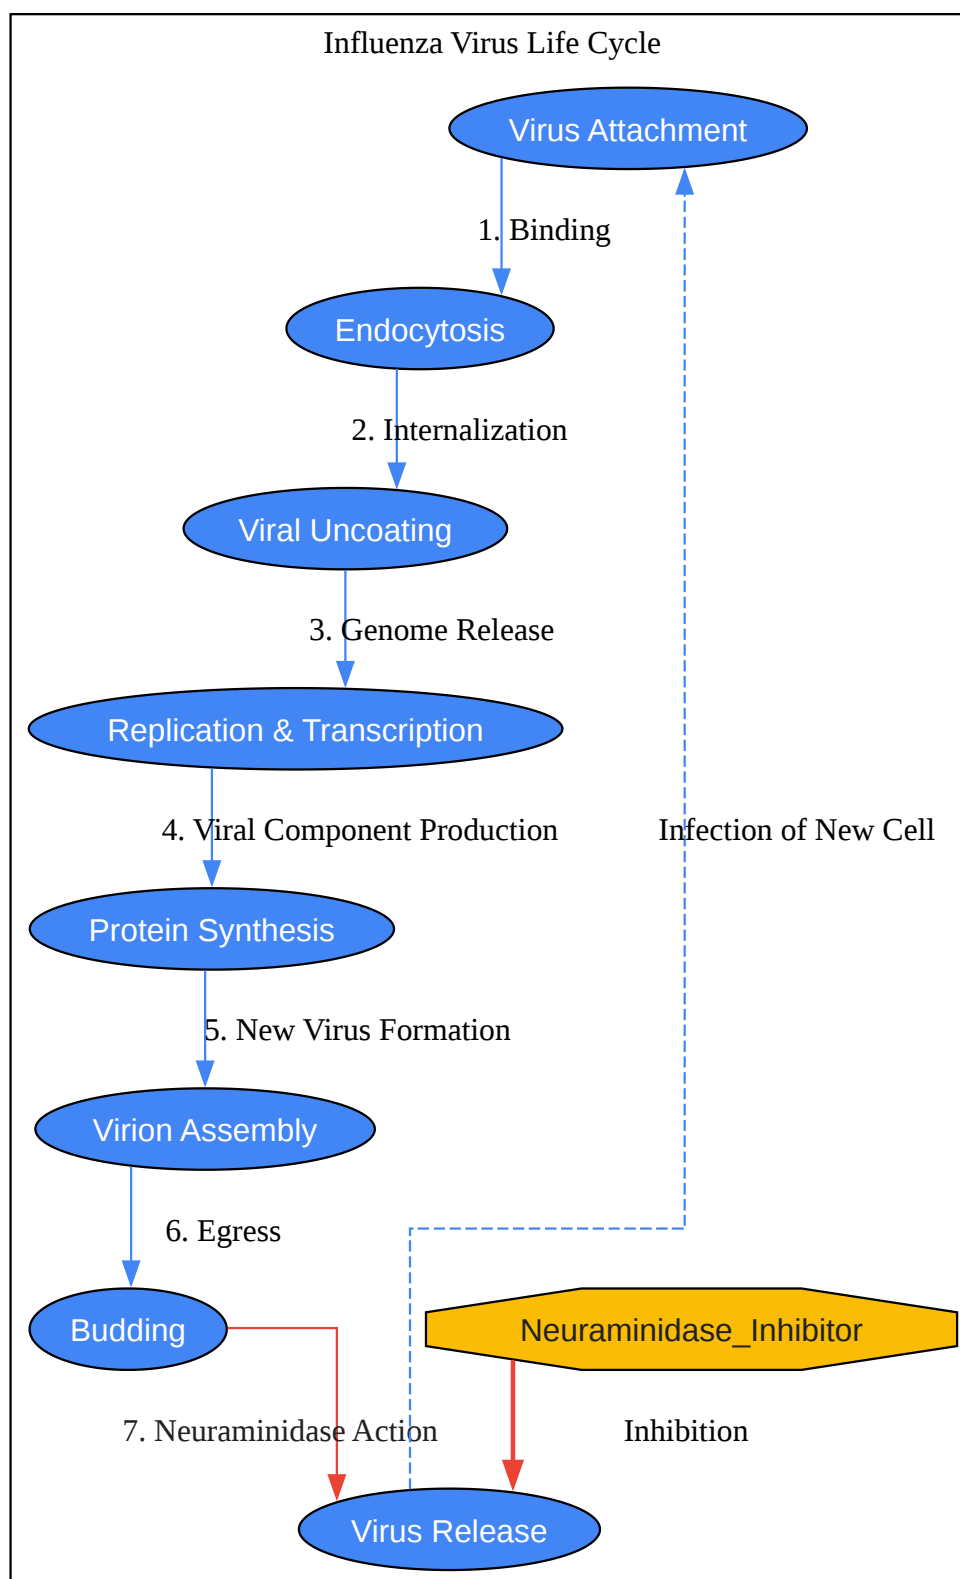 Influenza Virus Life Cycle
Virus Attachment
1. Binding
Endocytosis
2. Internalization
Viral Uncoating
3. Genome Release
Replication & Transcription
4. Viral Component Production
Infection of New Cell
Protein Synthesis
5. New Virus Formation
Virion Assembly
6. Egress
Budding
Neuraminidase_Inhibitor
7. Neuraminidase Action
Inhibition
Virus Release